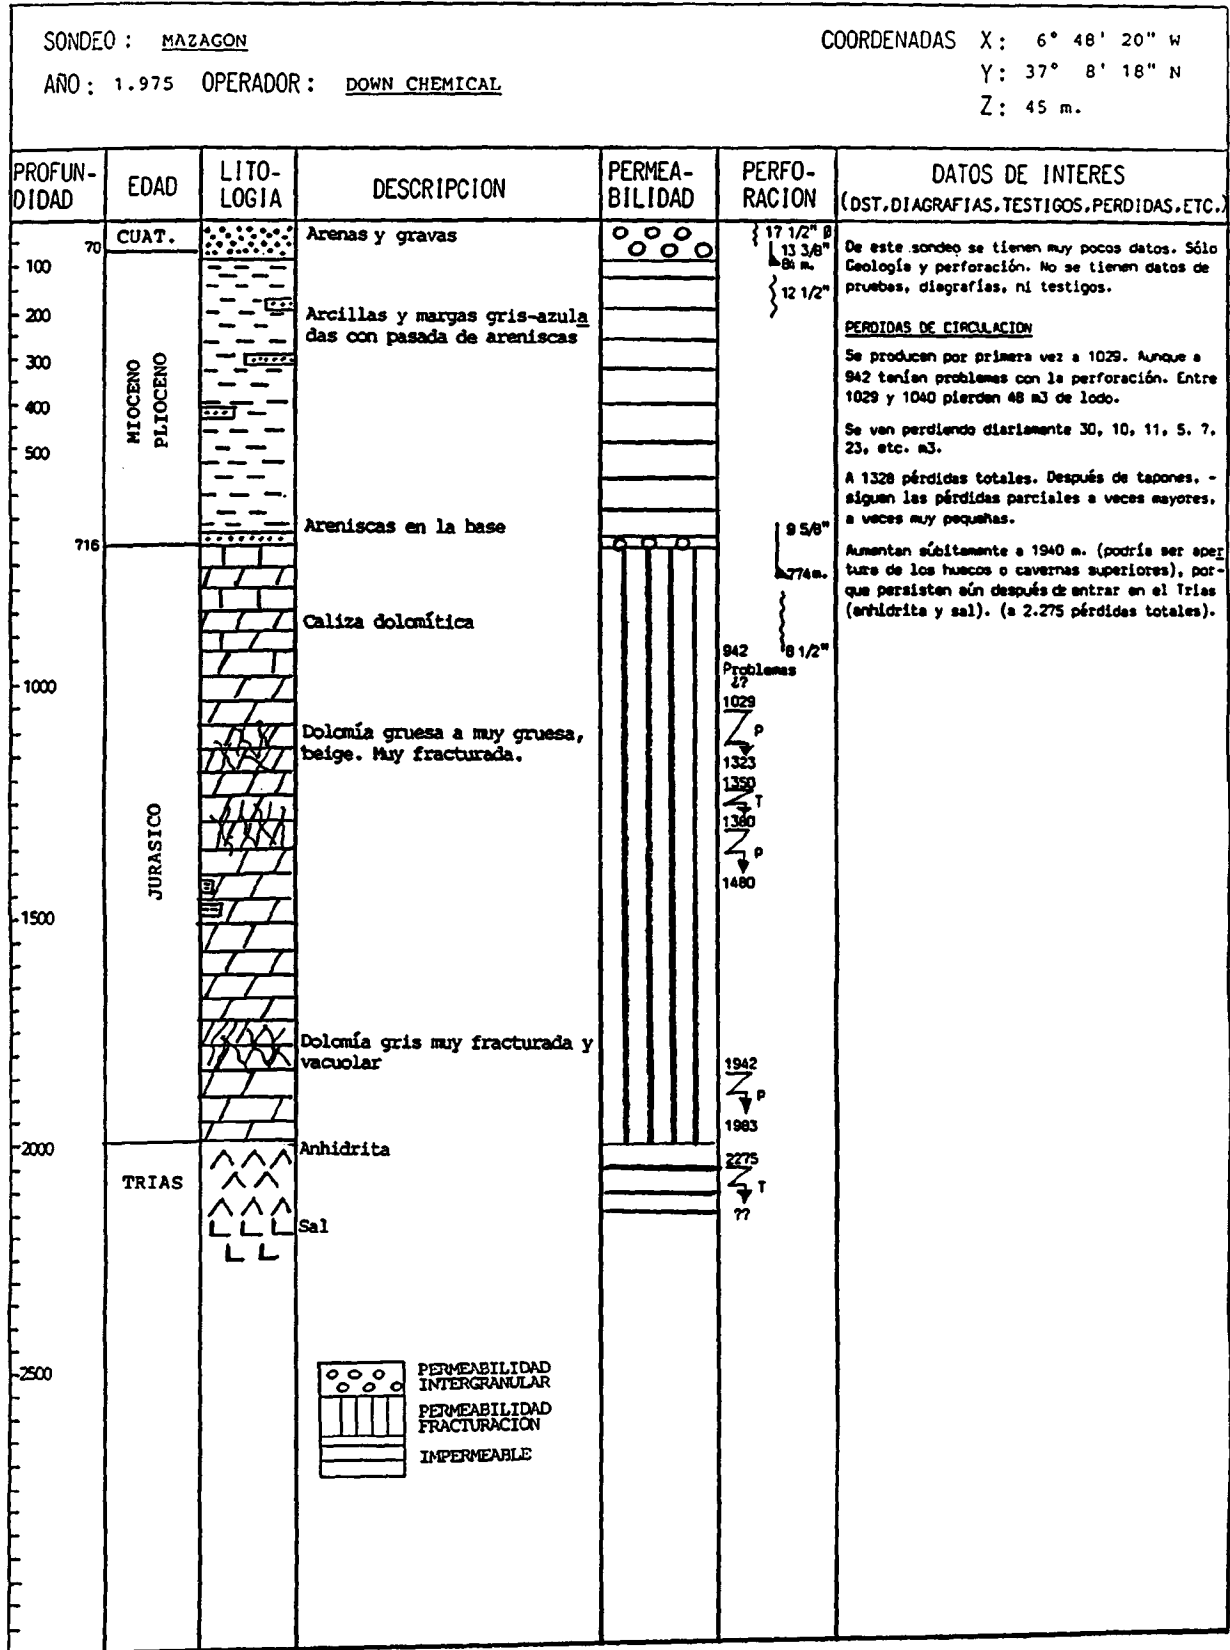 SONDEO : MAZAGON
COORDENADAS X : 6° 48' 20" W
AÑO : 1.975 OPERADOR : DOWN CHEMICAL
Y : 37° 8' 18" N
Z : 45 m.
PROFUN-
DIDAD
EDAD
LITO-
LOGIA
DESCRIPCION
PERMEA-
BILIDAD
PERFO-
RACION
DATOS DE INTERES
(DST,DIAGRAFIAS,TESTIGOS,PERDIDAS,ETC.)
70
100
200
300
400
500
716
1000
1500
2000
2500
CUAT.
MIOCENO
PLIOCENO
JURASICO
TRIAS
Arenas y gravas
Arcillas y margas gris-azula
das con pasada de areniscas
Areniscas en la base
Caliza dolomítica
Dolomía gruesa a muy gruesa,
beige. Muy fracturada.
Dolomía gris muy fracturada y
vacuolar
Anhidrita
Sal
PERMEABILIDAD
INTERGRANULAR
PERMEABILIDAD
FRACTURACION
IMPERMEABLE
17 1/2" Ø
13 3/8"
84 m.
12 1/2"
9 5/8"
774m.
8 1/2"
942
Problemas
¿?
1029
P
1323
1350
T
1380
P
1480
1942
P
1983
2275
T
??
De este sondeo se tienen muy pocos datos. Sólo
Geología y perforación. No se tienen datos de
pruebas, diagrafías, ni testigos.
PERDIDAS DE CIRCULACION
Se producen por primera vez a 1029. Aunque a
942 tenían problemas con la perforación. Entre
1029 y 1040 pierden 48 m3 de lodo.
Se van perdiendo diariamente 30, 10, 11, 5, 7,
23, etc. m3.
A 1328 pérdidas totales. Después de tapones, -
siguen las pérdidas parciales a veces mayores,
a veces muy pequeñas.
Aumentan súbitamente a 1940 m. (podría ser aper
tura de los huecos o cavernas superiores), por-
que persisten aún después de entrar en el Trias
(anhidrita y sal). (a 2.275 pérdidas totales).